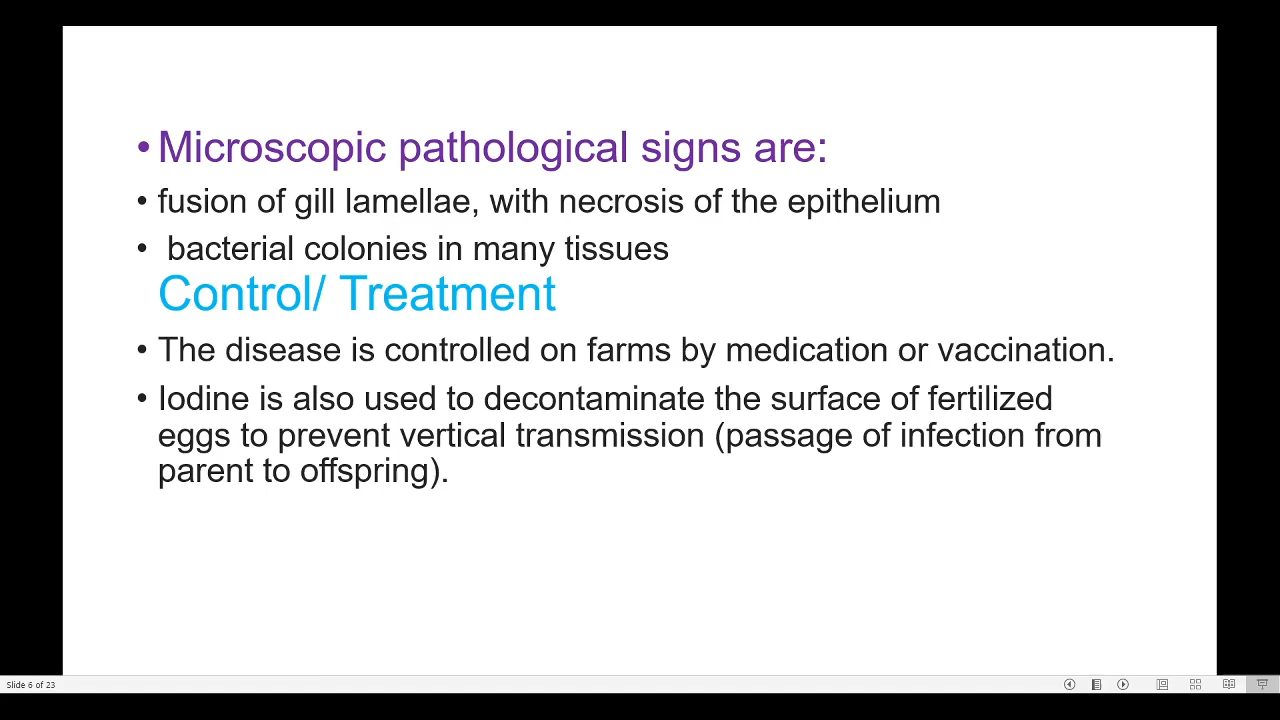 • Microscopic pathological signs are:
• fusion of gill lamellae, with necrosis of the epithelium
• bacterial colonies in many tissues
Control/ Treatment
• The disease is controlled on farms by medication or vaccination.
• Iodine is also used to decontaminate the surface of fertilized
eggs to prevent vertical transmission (passage of infection from
parent to offspring).
Slide 6 of 23